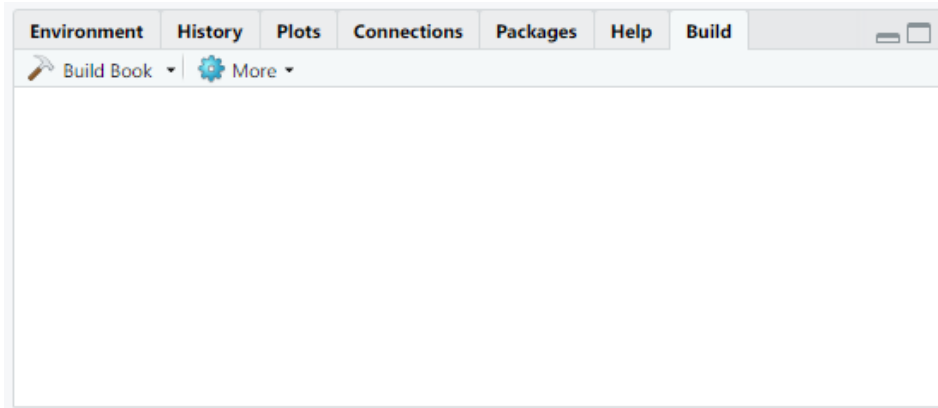 Environment History Plots Connections Packages Help Build
Build Book More